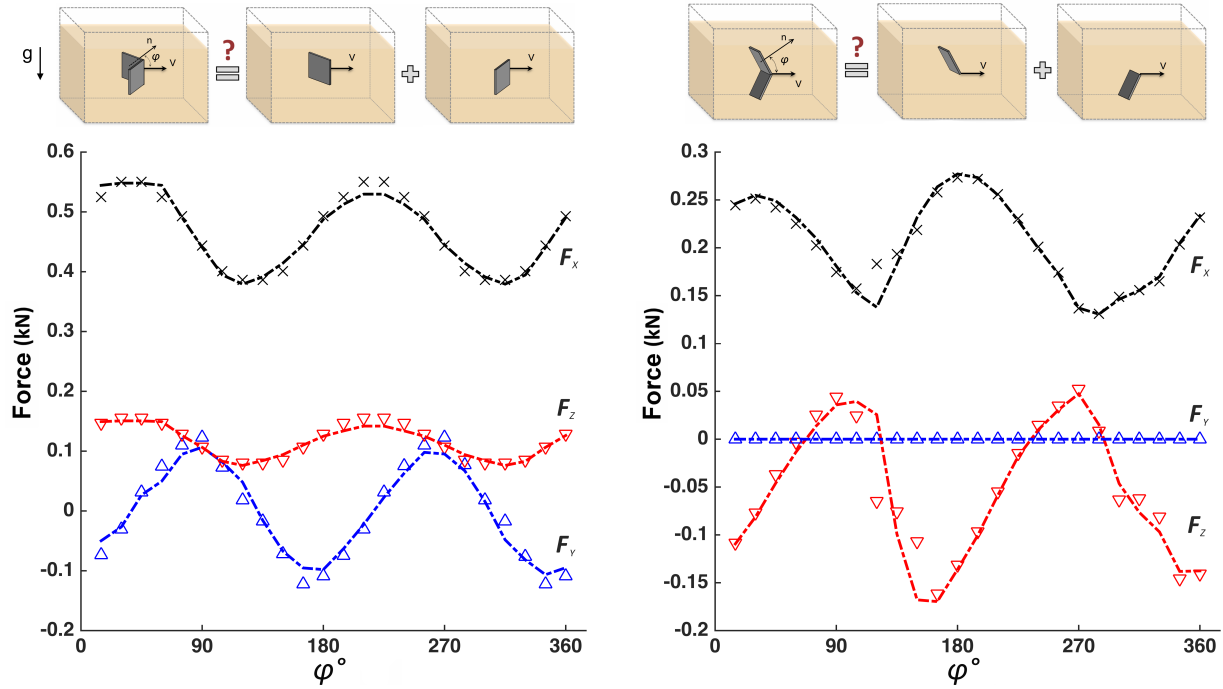 g
n
φ
V
?
=
V
+
V
n
φ
V
?
=
V
+
V
Force (kN)
0.6
0.5
0.4
0.3
0.2
0.1
0
-0.1
-0.2
F_X
F_Z
F_Y
0 90 180 270 360
φ°
Force (kN)
0.3
0.25
0.2
0.15
0.1
0.05
0
-0.05
-0.1
-0.15
-0.2
F_X
F_Y
F_Z
0 90 180 270 360
φ°